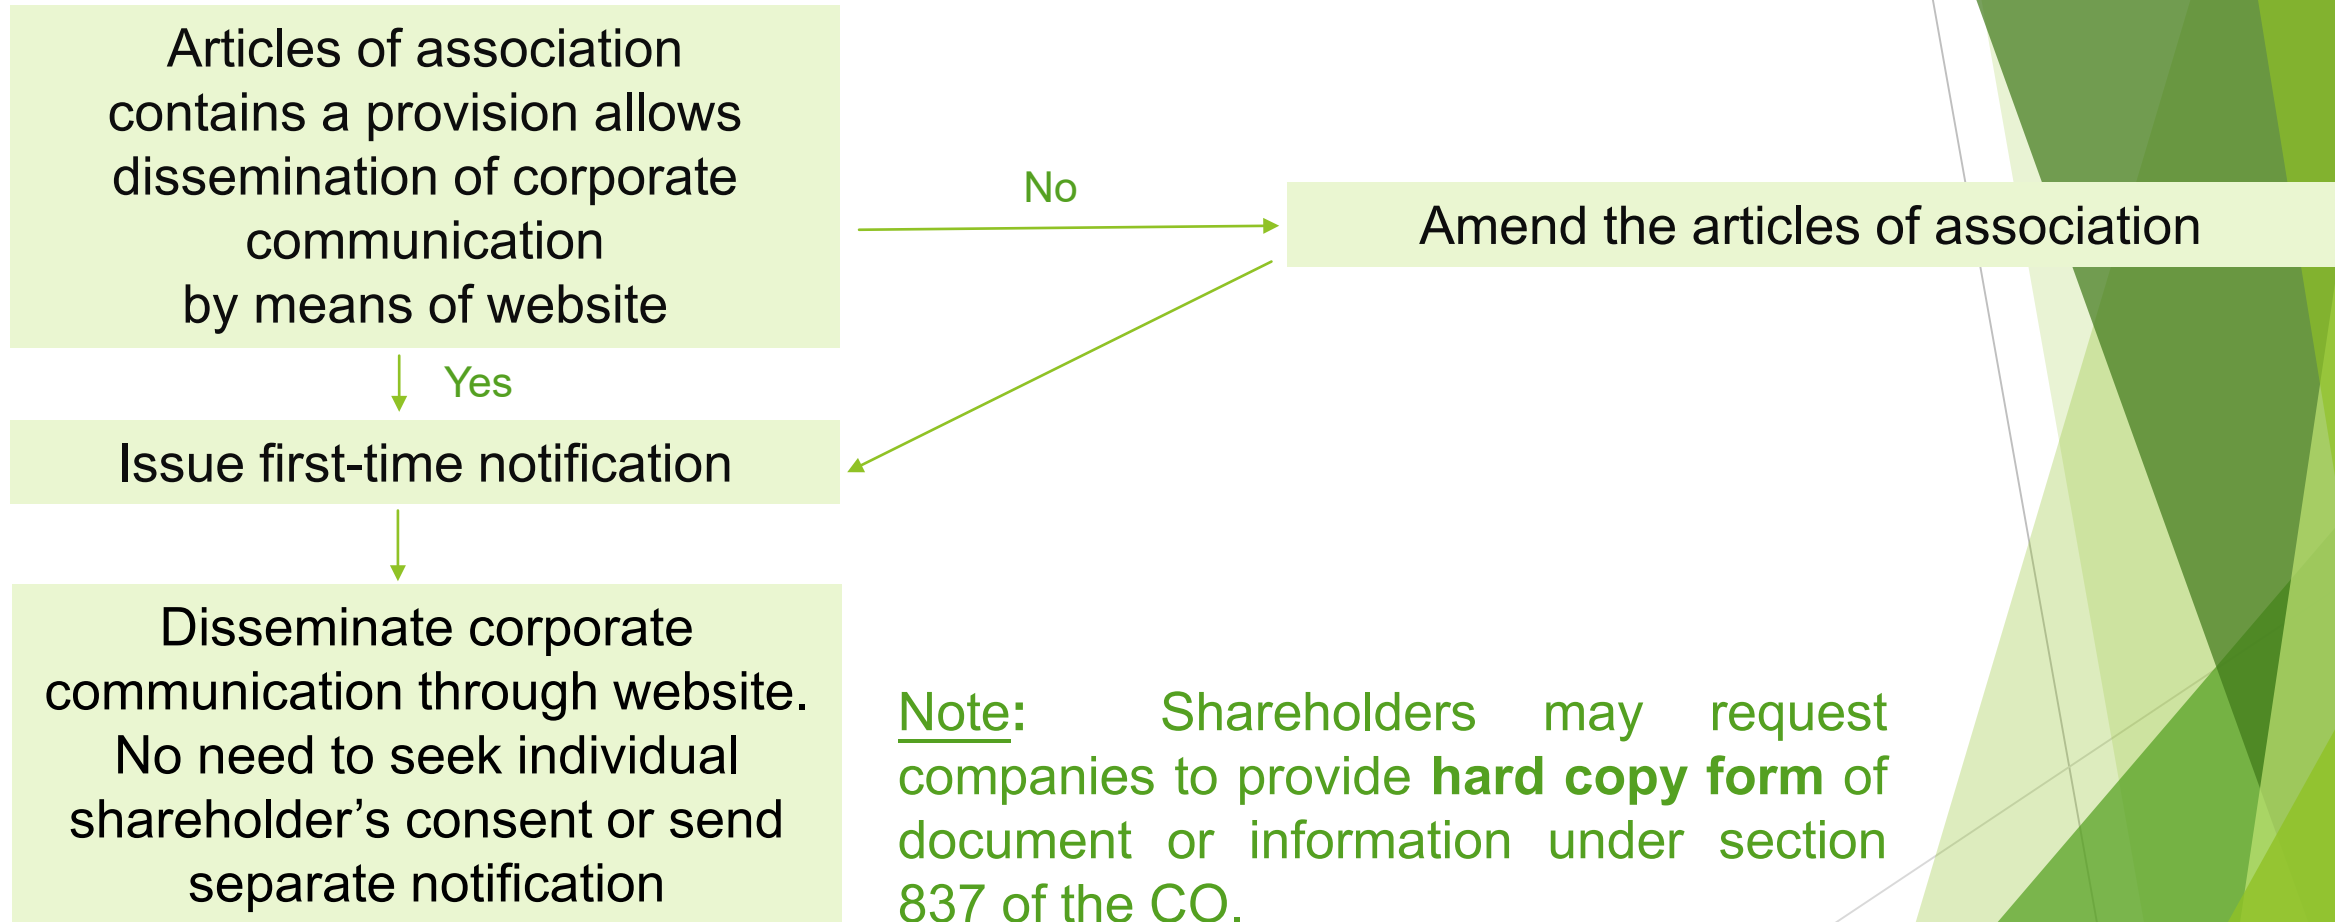 Articles of association
contains a provision allows
dissemination of corporate
communication
by means of website
No
Amend the articles of association
Yes
Issue first-time notification
Disseminate corporate
communication through website.
No need to seek individual
shareholder’s consent or send
separate notification
Note: Shareholders may request
companies to provide hard copy form of
document or information under section
837 of the CO.